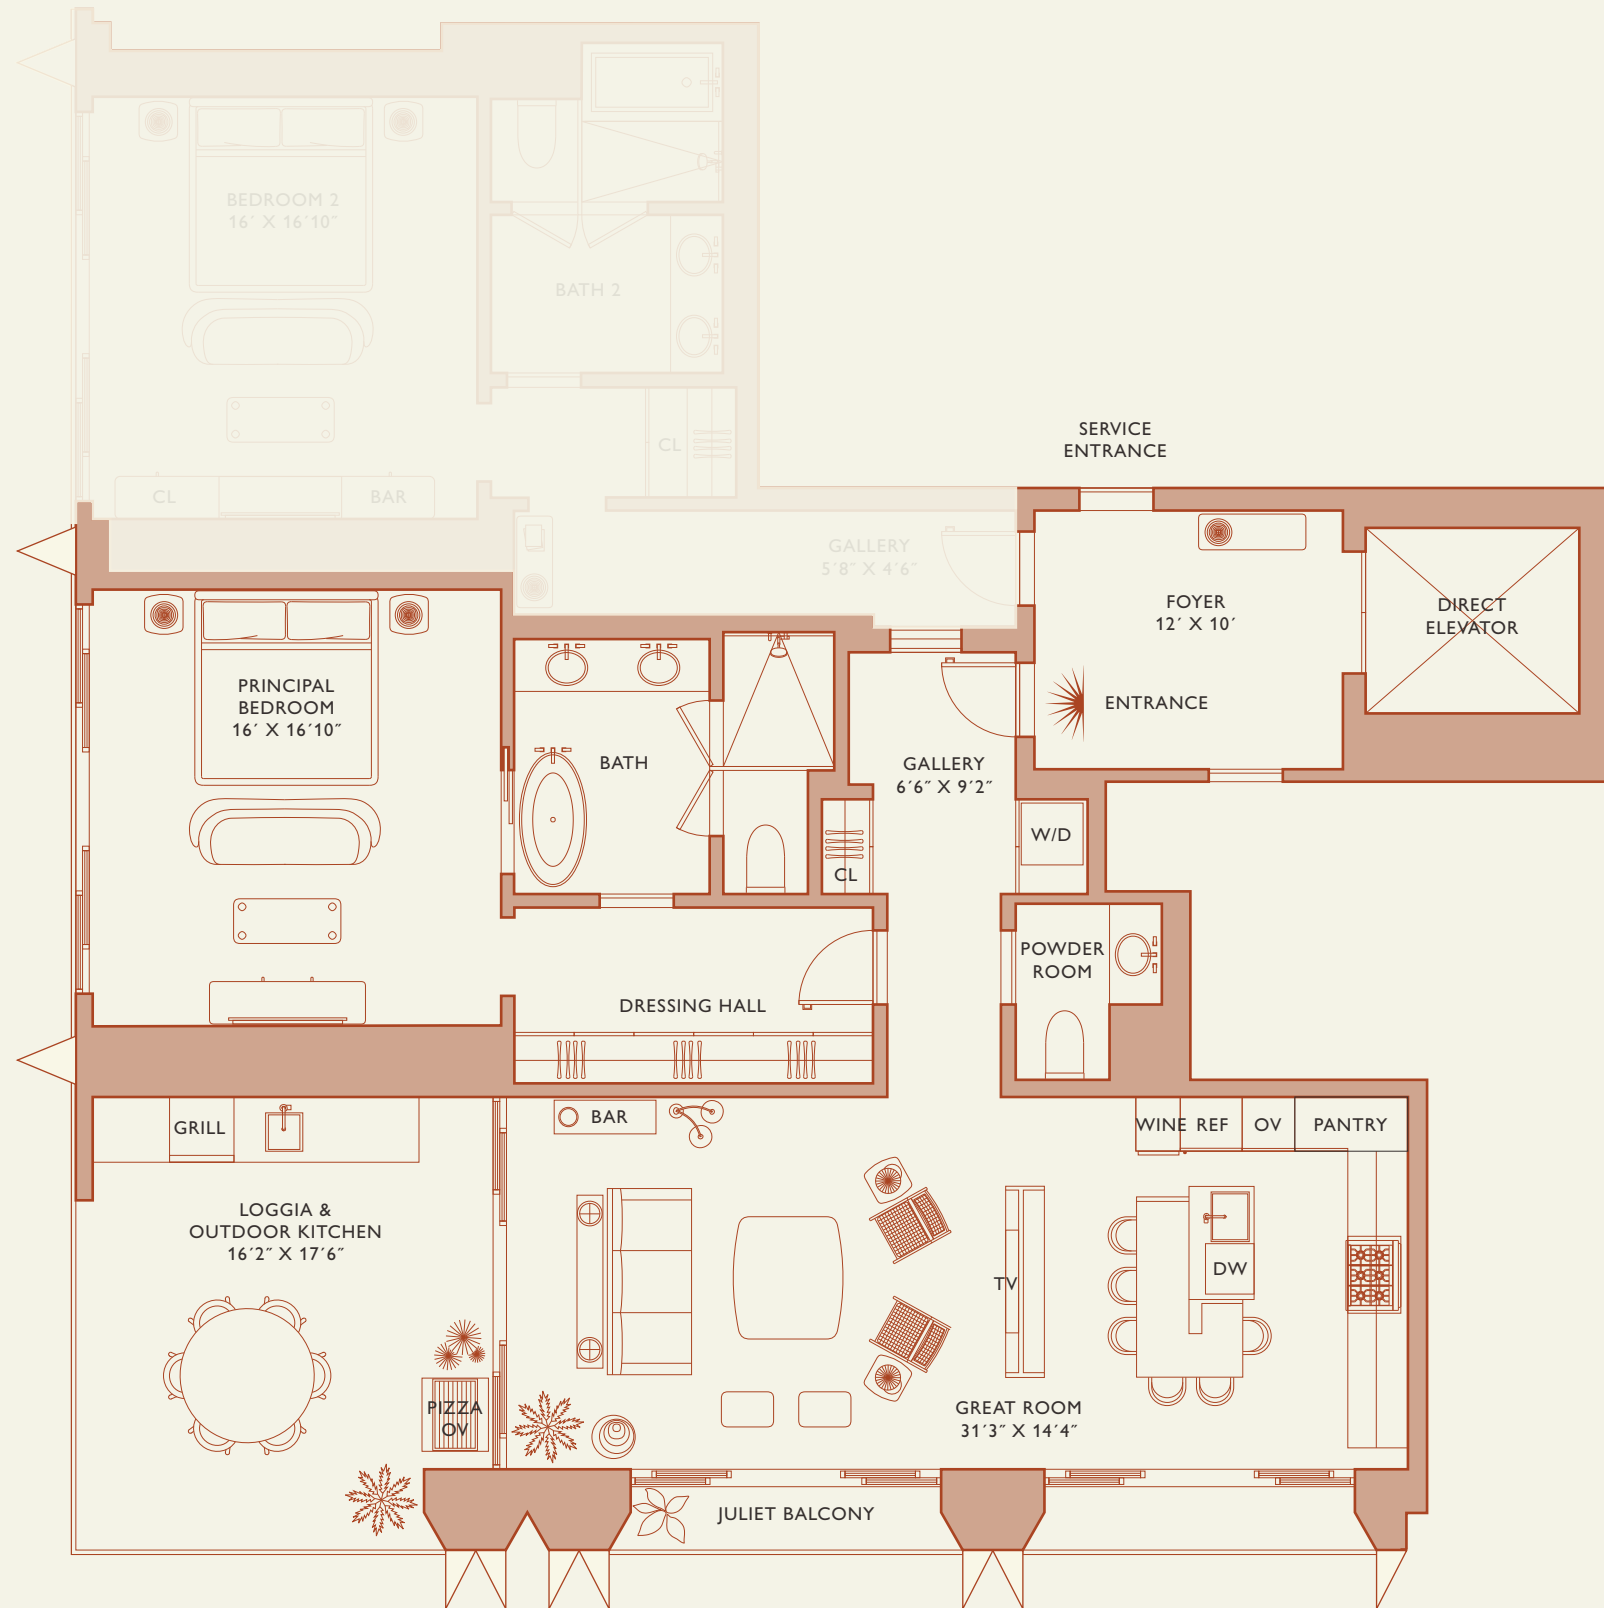 BEDROOM 2
16´ X 16´10˝
BATH 2
CL
CL
BAR
GALLERY
5´8˝ X 4´6˝
SERVICE
ENTRANCE
FOYER
12´ X 10´
DIRECT
ELEVATOR
ENTRANCE
PRINCIPAL
BEDROOM
16´ X 16´10˝
BATH
GALLERY
6´6˝ X 9´2˝
W/D
CL
POWDER
ROOM
DRESSING HALL
GRILL
BAR
WINE
REF
OV
PANTRY
LOGGIA &
OUTDOOR KITCHEN
16´2˝ X 17´6˝
TV
DW
PIZZA
OV
GREAT ROOM
31´3˝ X 14´4˝
JULIET BALCONY